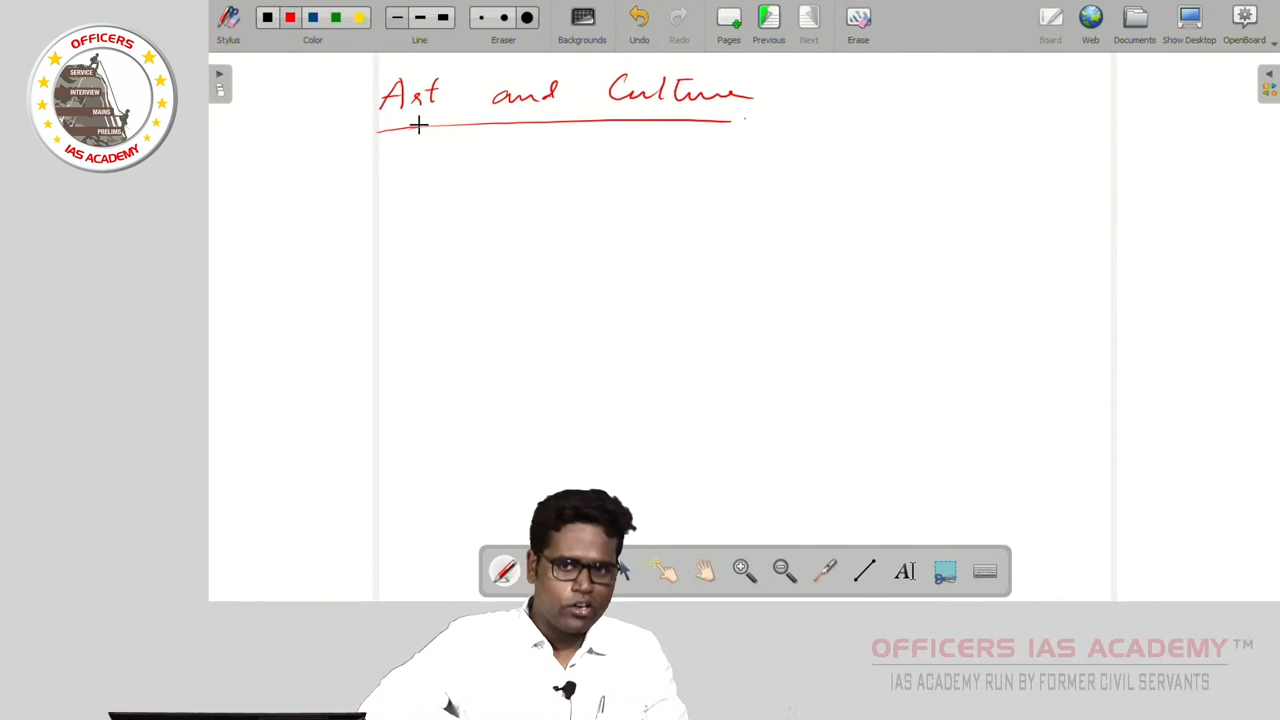 OFFICERS
SERVICE
INTERVIEW
MAINS
PRELIMS
IAS ACADEMY
Stylus
Color
Line
Eraser
Backgrounds
Undo
Redo
Pages
Previous
Next
Erase
Board
Web
Documents
Show Desktop
OpenBoard
Art and Culture
A
OFFICERS IAS ACADEMY™
IAS ACADEMY RUN BY FORMER CIVIL SERVANTS